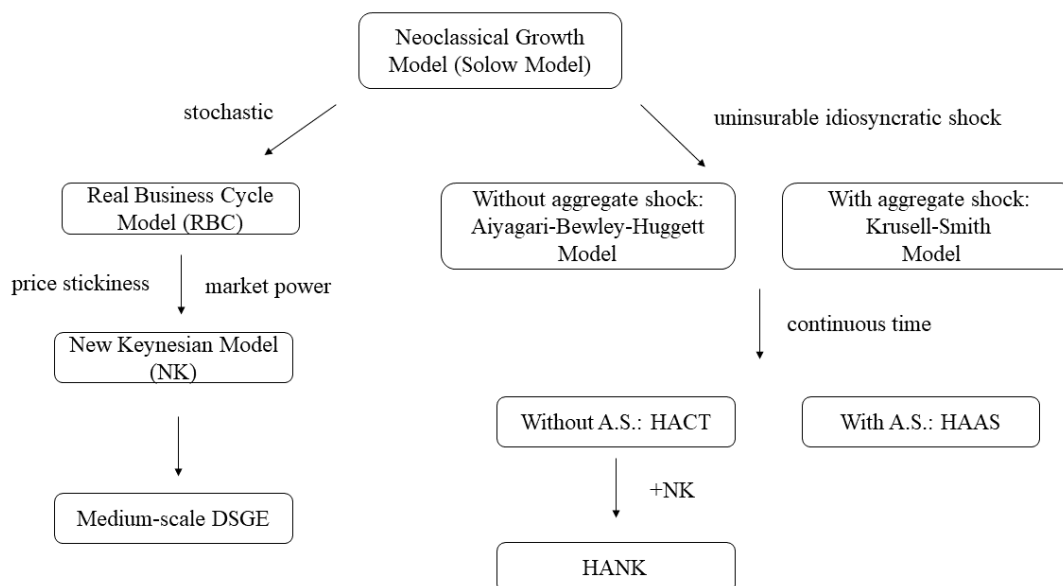 Neoclassical Growth
Model (Solow Model)
stochastic
uninsurable idiosyncratic shock
Real Business Cycle
Model (RBC)
Without aggregate shock:
Aiyagari-Bewley-Huggett
Model
With aggregate shock:
Krusell-Smith
Model
price stickiness
market power
continuous time
New Keynesian Model
(NK)
Without A.S.: HACT
With A.S.: HAAS
+NK
Medium-scale DSGE
HANK